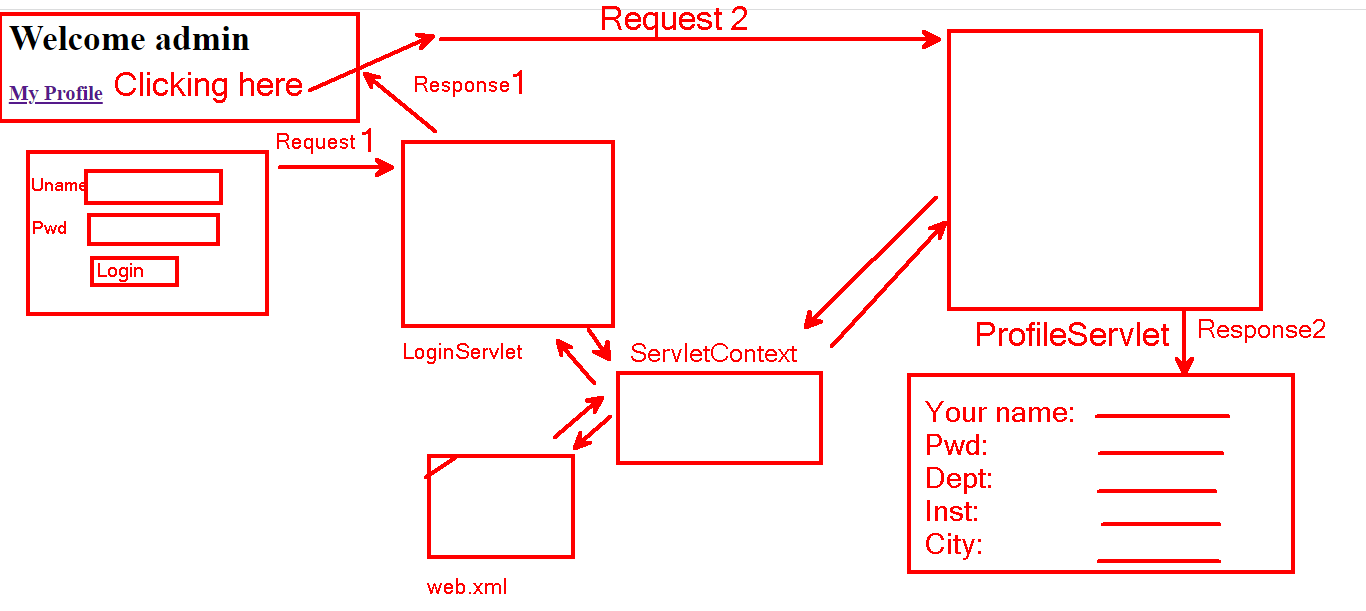 Request 2
Welcome admin
My Profile Clicking here
Response1
Request 1
Uname
Pwd
Login
LoginServlet
ServletContext
web.xml
ProfileServlet
Response2
Your name:
Pwd:
Dept:
Inst:
City: